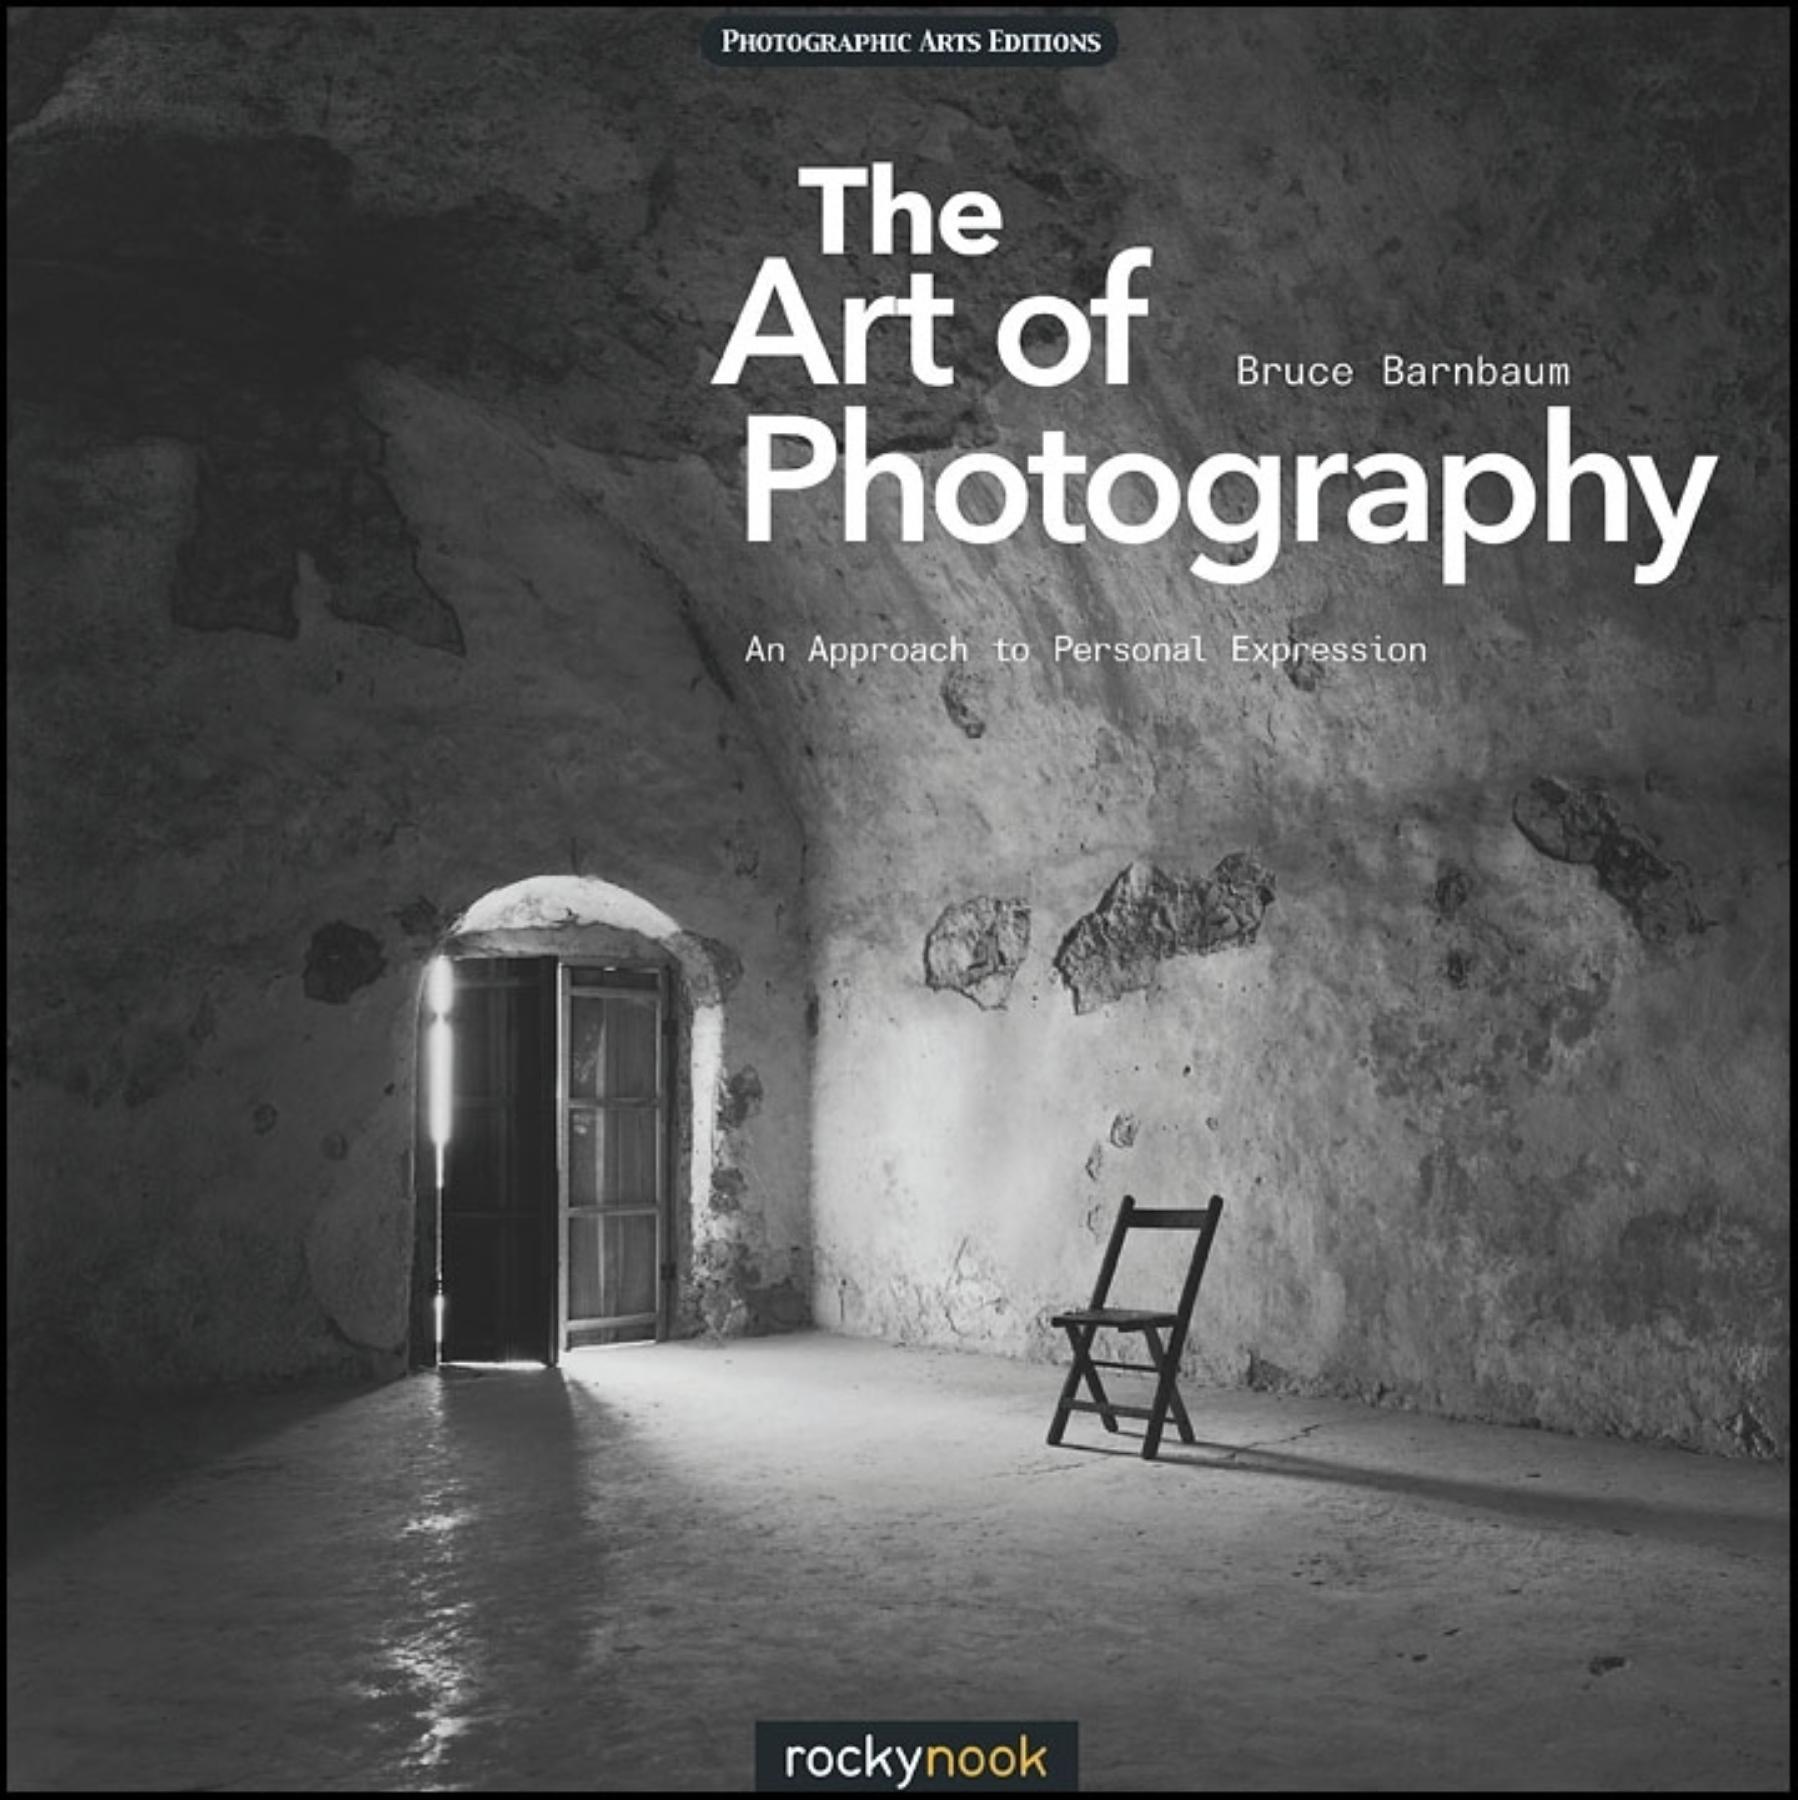 PHOTOGRAPHIC ARTS EDITIONS
The
Art of
Bruce Barnbaum
Photography
An Approach to Personal Expression
rockynook